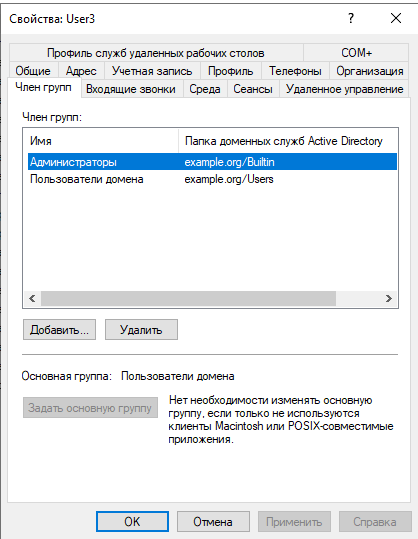 Свойства: User3
?
Профиль служб удаленных рабочих столов COM+
Общие Адрес Учетная запись Профиль Телефоны Организация
Член групп Входящие звонки Среда Сеансы Удаленное управление
Член групп:
Имя Папка доменных служб Active Directory
Администраторы example.org/Builtin
Пользователи домена example.org/Users
Добавить... Удалить
Основная группа: Пользователи домена
Задать основную группу
Нет необходимости изменять основную
группу, если только не используются
клиенты Macintosh или POSIX-совместимые
приложения.
OK Отмена Применить Справка